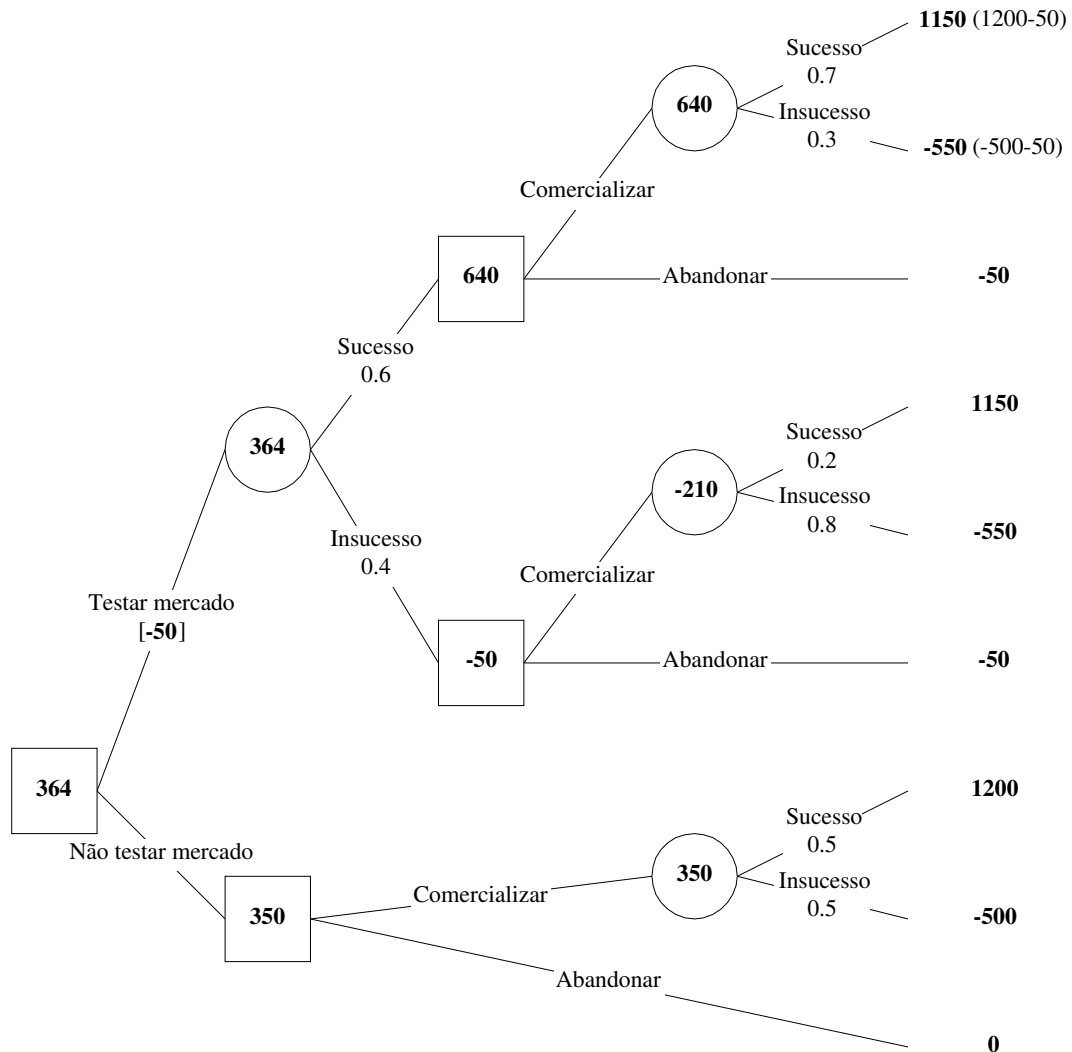 1150 (1200-50)
Sucesso
0.7
640
Insucesso
0.3
-550 (-500-50)
Comercializar
640
Abandonar
-50
Sucesso
0.6
1150
Sucesso
0.2
364
-210
Insucesso
0.8
Insucesso
0.4
-550
Comercializar
Testar mercado
[-50]
-50
Abandonar
-50
364
1200
Sucesso
0.5
Não testar mercado
350
Comercializar
Insucesso
0.5
350
-500
Abandonar
0